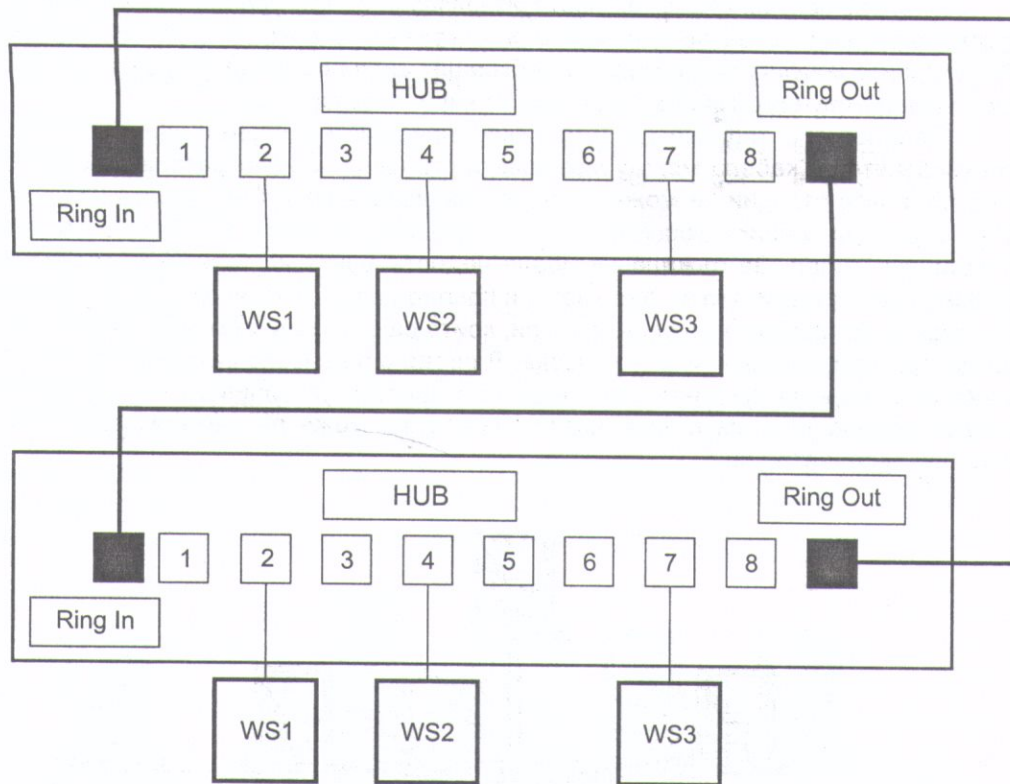 HUB
Ring Out
1 2 3 4 5 6 7 8
Ring In
WS1 WS2 WS3
HUB
Ring Out
1 2 3 4 5 6 7 8
Ring In
WS1 WS2 WS3